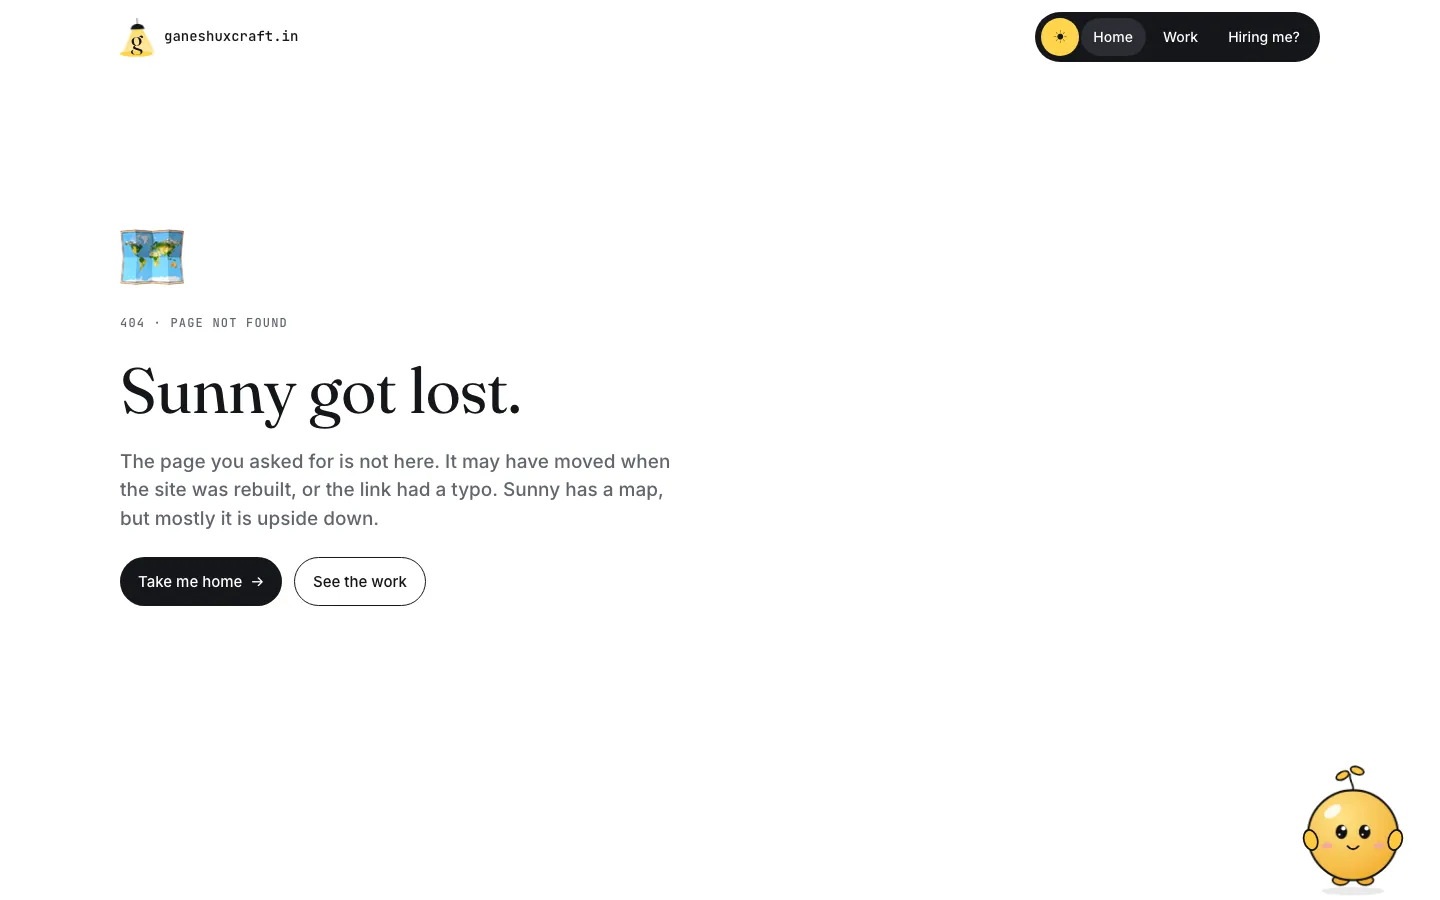 g
ganeshuxcraft.in
Home
Work
Hiring me?
404 · PAGE NOT FOUND
Sunny got lost.
The page you asked for is not here. It may have moved when
the site was rebuilt, or the link had a typo. Sunny has a map,
but mostly it is upside down.
Take me home →
See the work